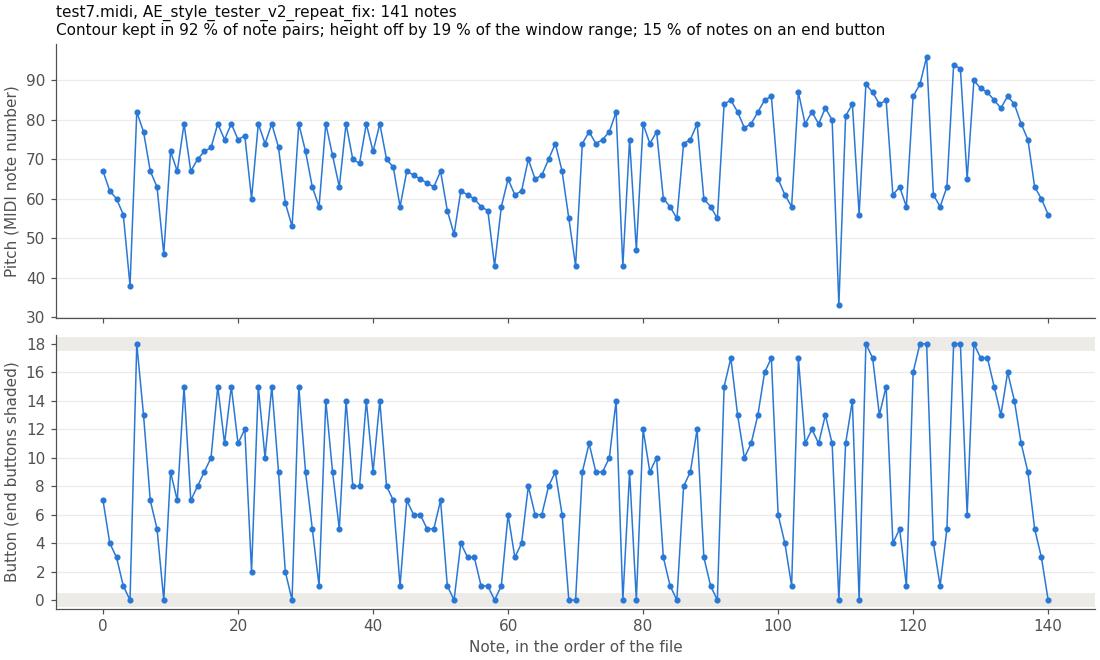 test7.midi, AE_style_tester_v2_repeat_fix: 141 notes
Contour kept in 92 % of note pairs; height off by 19 % of the window range; 15 % of notes on an end button
Pitch (MIDI note number)
90
80
70
60
50
40
30
Button (end buttons shaded)
18
16
14
12
10
8
6
4
2
0
0 20 40 60 80 100 120 140
Note, in the order of the file